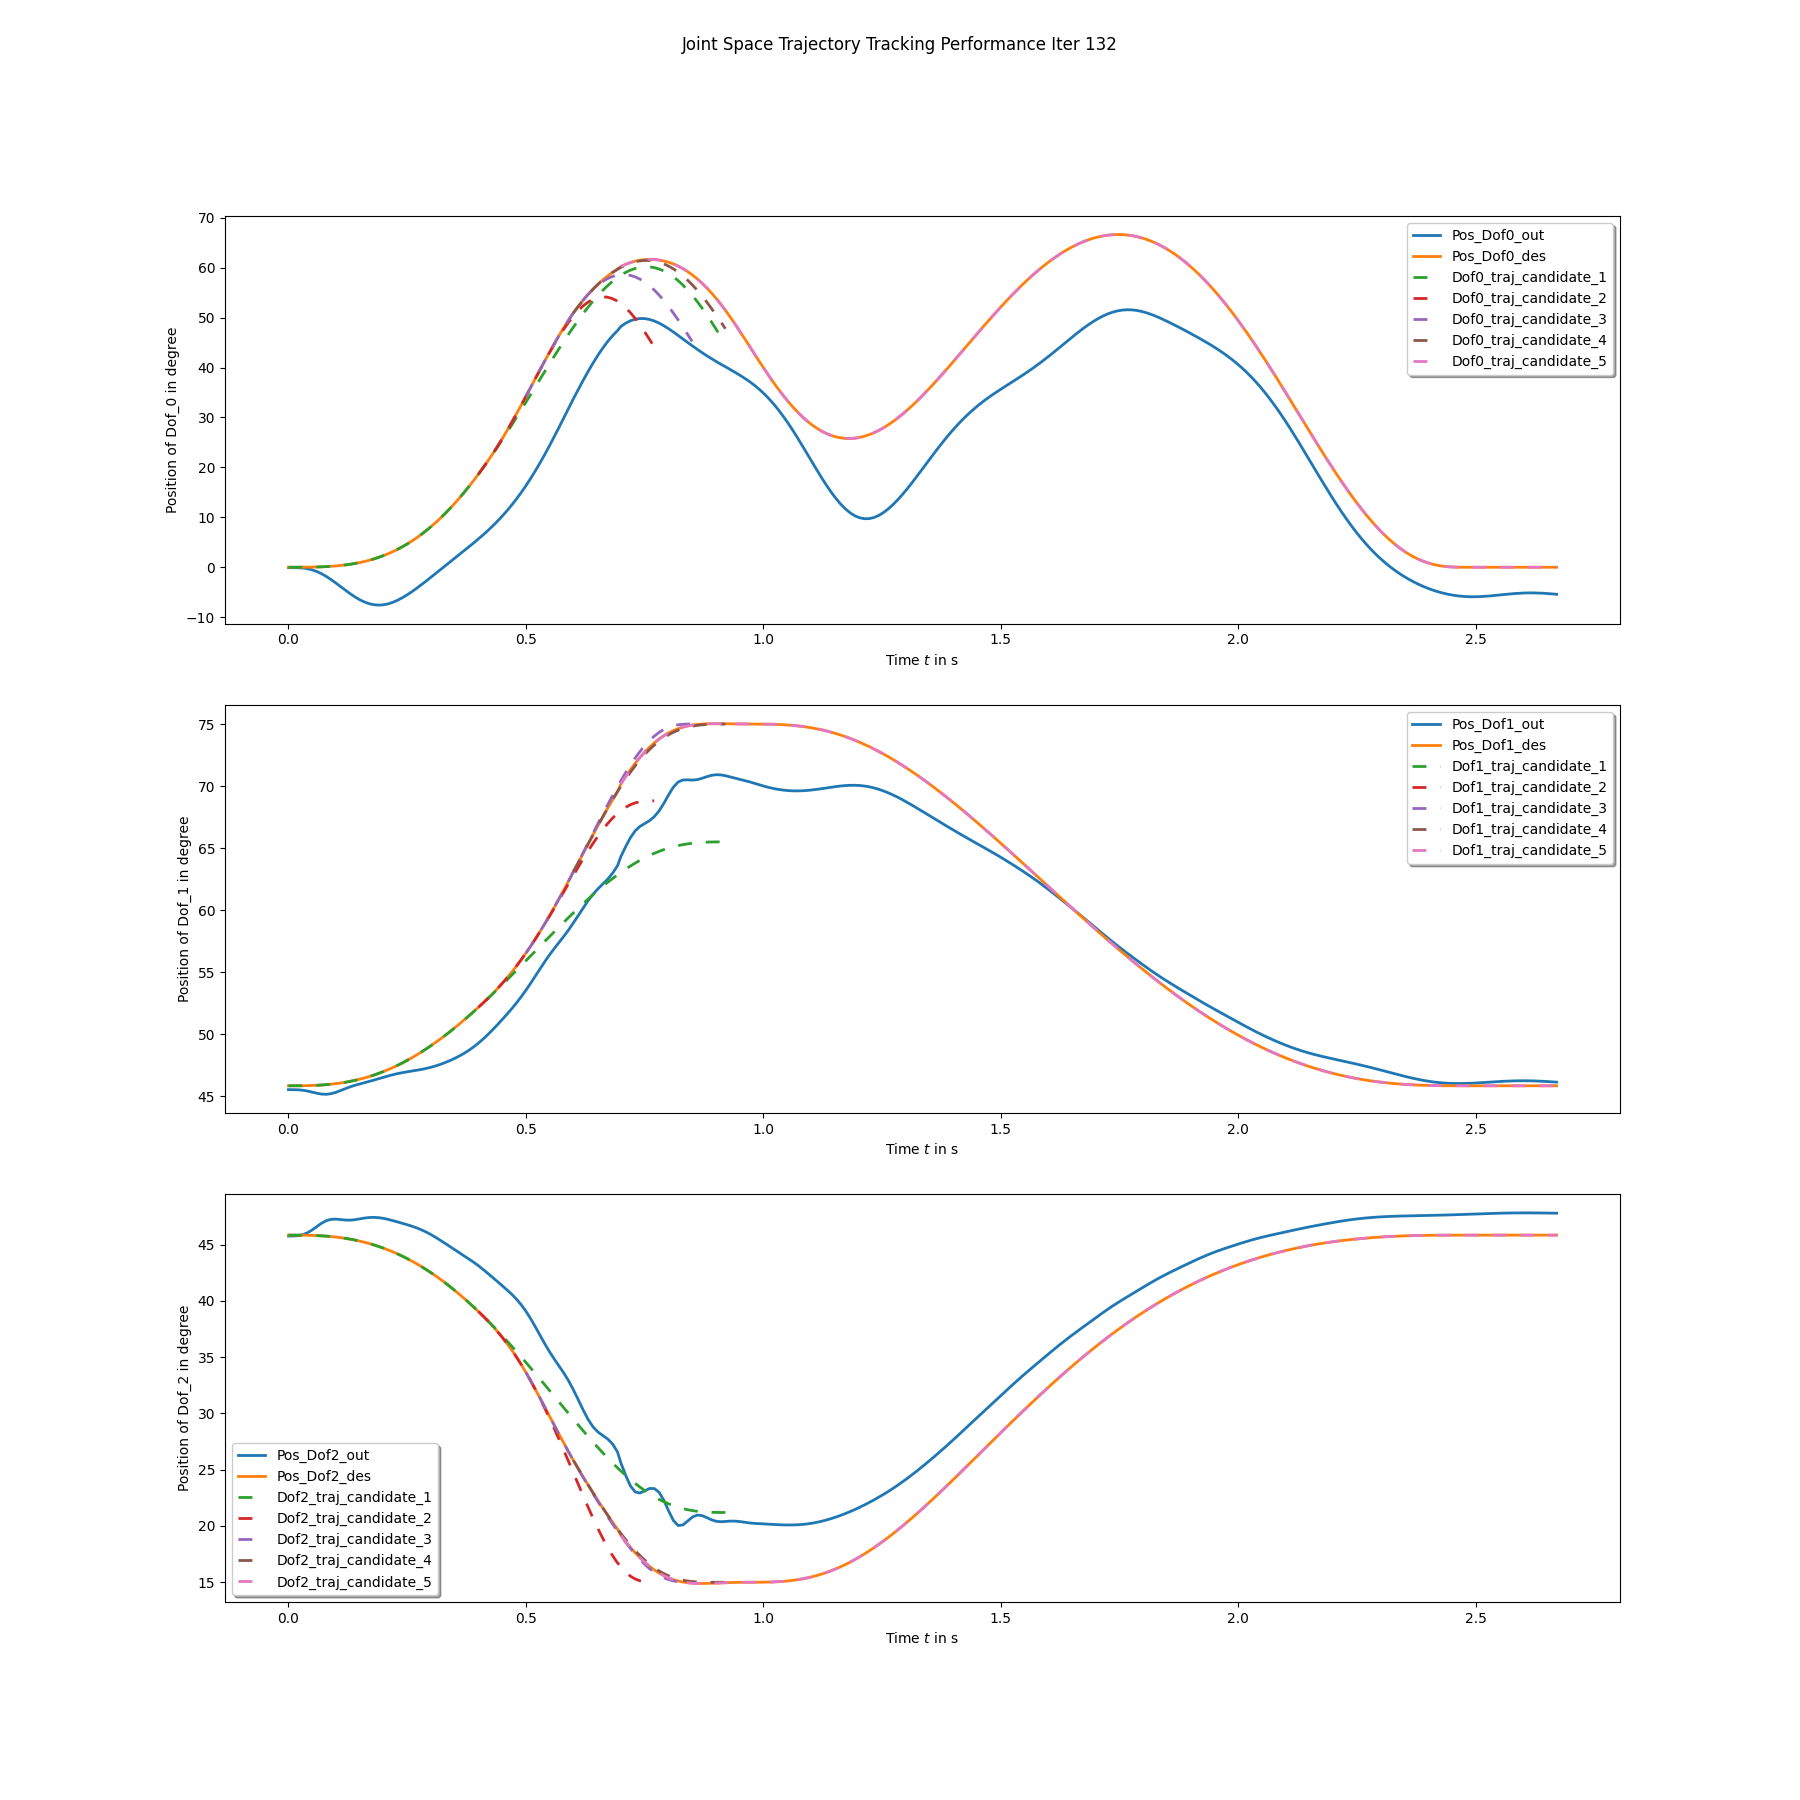 Joint Space Trajectory Tracking Performance Iter 132
70
60
50
40
30
20
10
0
−10
Position of Dof_0 in degree
Pos_Dof0_out
Pos_Dof0_des
Dof0_traj_candidate_1
Dof0_traj_candidate_2
Dof0_traj_candidate_3
Dof0_traj_candidate_4
Dof0_traj_candidate_5
0.0 0.5 1.0 1.5 2.0 2.5
Time t in s
75
70
65
60
55
50
45
Position of Dof_1 in degree
Pos_Dof1_out
Pos_Dof1_des
Dof1_traj_candidate_1
Dof1_traj_candidate_2
Dof1_traj_candidate_3
Dof1_traj_candidate_4
Dof1_traj_candidate_5
0.0 0.5 1.0 1.5 2.0 2.5
Time t in s
45
40
35
30
25
20
15
Position of Dof_2 in degree
Pos_Dof2_out
Pos_Dof2_des
Dof2_traj_candidate_1
Dof2_traj_candidate_2
Dof2_traj_candidate_3
Dof2_traj_candidate_4
Dof2_traj_candidate_5
0.0 0.5 1.0 1.5 2.0 2.5
Time t in s